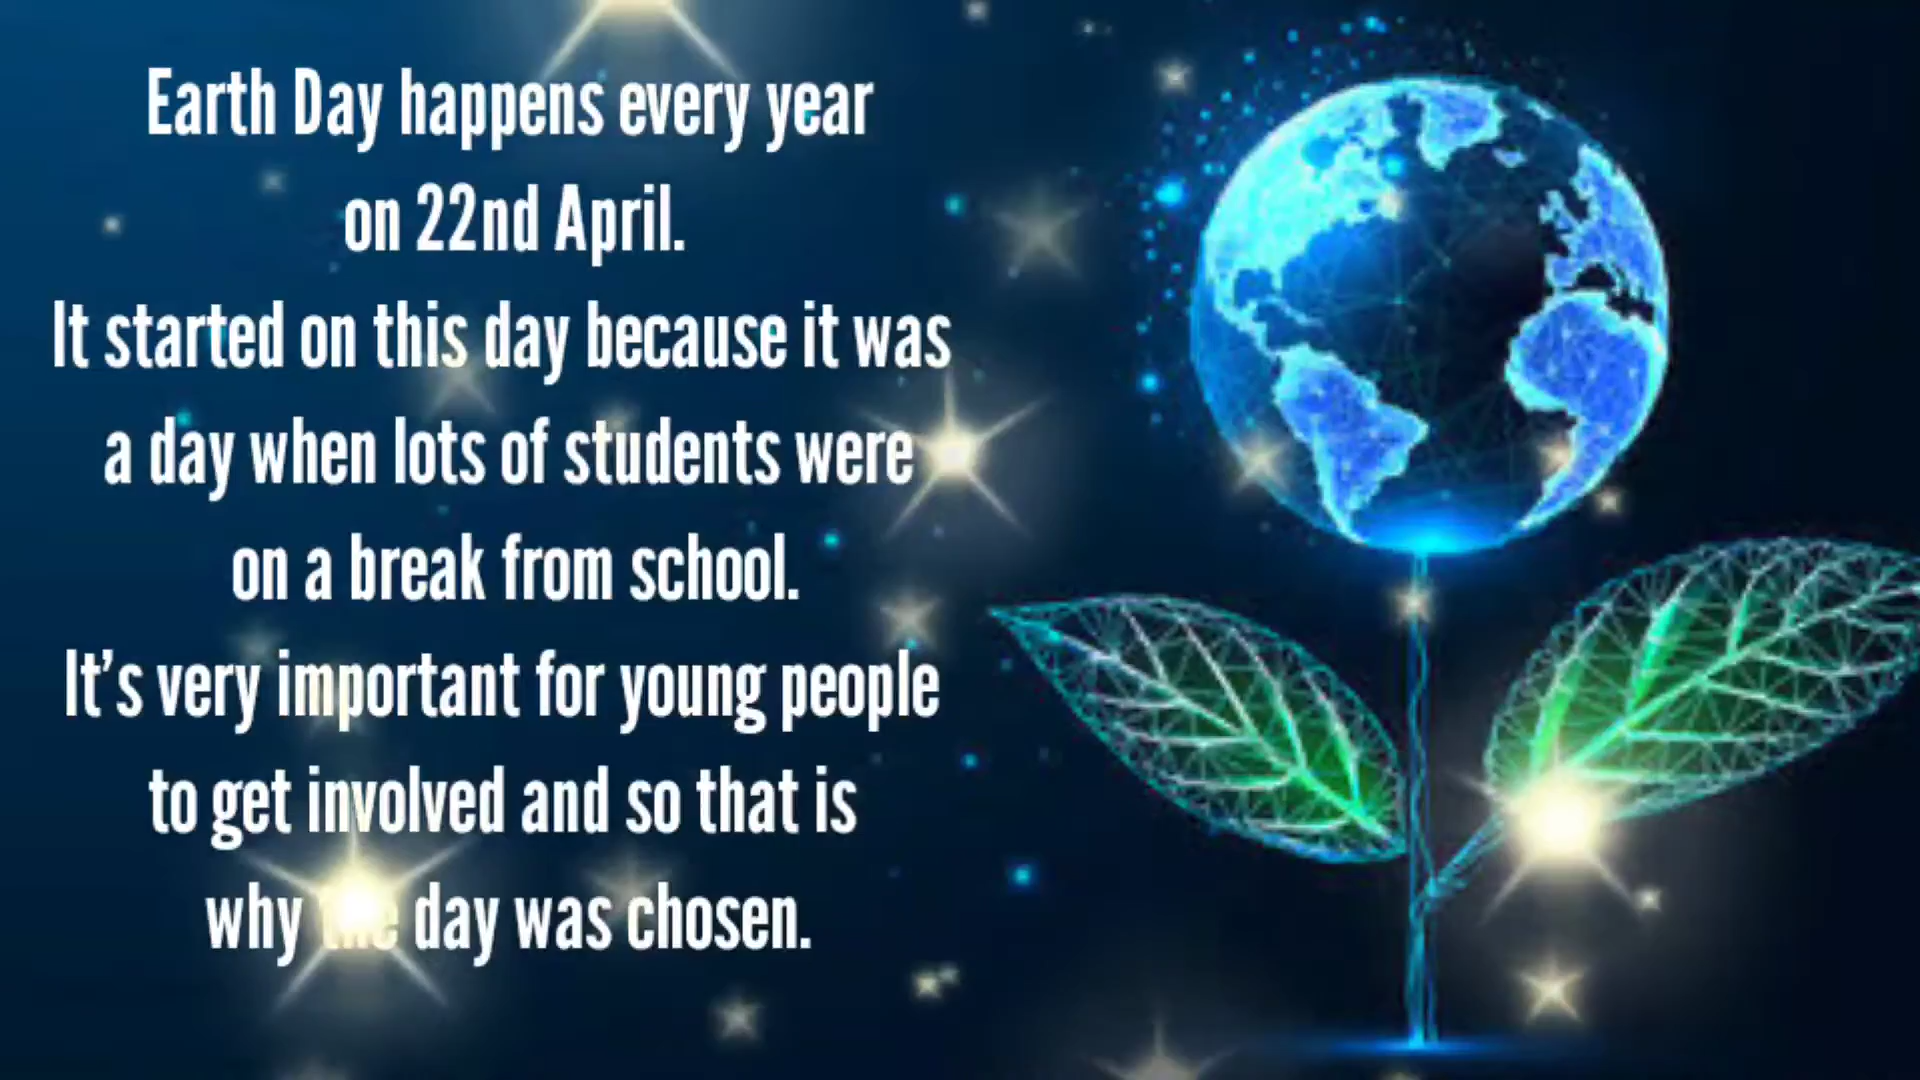 Earth Day happens every year
on 22nd April.
It started on this day because it was
a day when lots of students were
on a break from school.
It's very important for young people
to get involved and so that is
why the day was chosen.